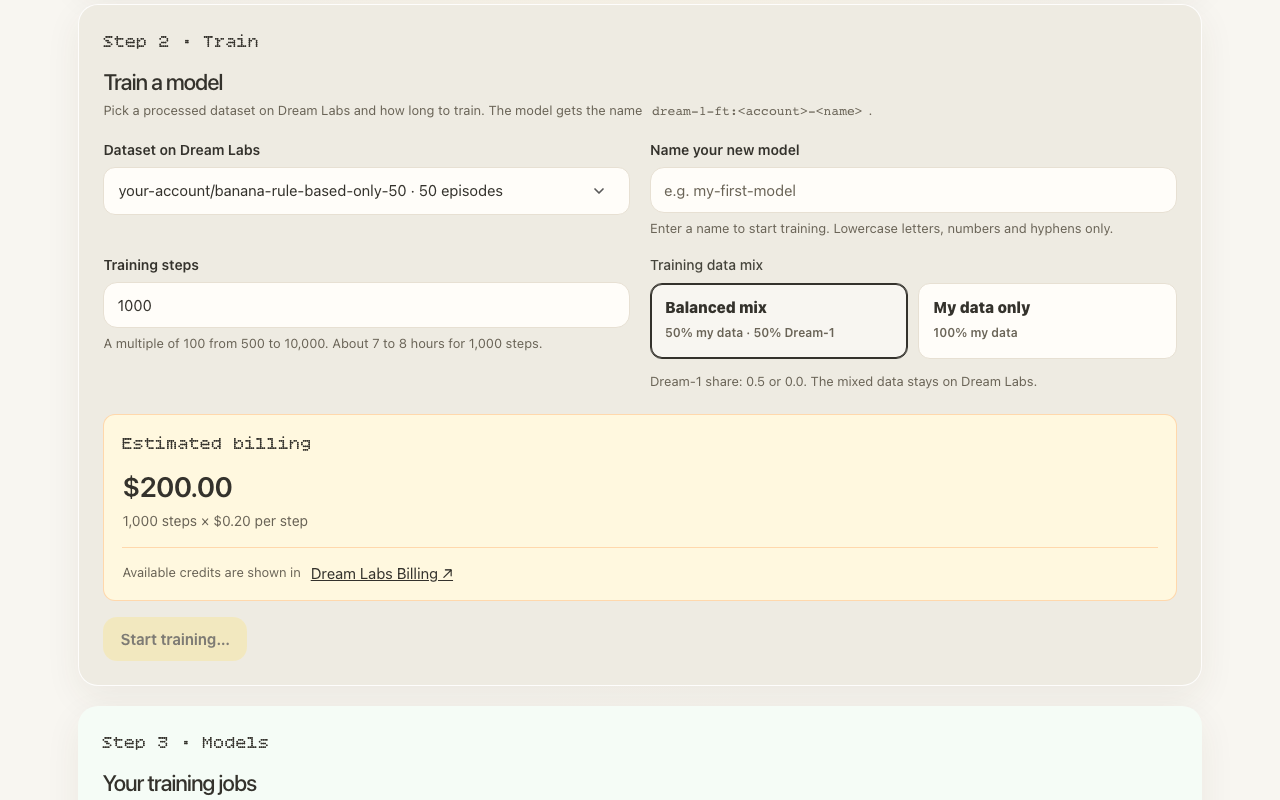 Step 2 · Train
Train a model
Pick a processed dataset on Dream Labs and how long to train. The model gets the name dream-1-ft:<account>-<name> .
Dataset on Dream Labs
your-account/banana-rule-based-only-50 · 50 episodes
Name your new model
e.g. my-first-model
Enter a name to start training. Lowercase letters, numbers and hyphens only.
Training steps
1000
A multiple of 100 from 500 to 10,000. About 7 to 8 hours for 1,000 steps.
Training data mix
Balanced mix
50% my data · 50% Dream-1
My data only
100% my data
Dream-1 share: 0.5 or 0.0. The mixed data stays on Dream Labs.
Estimated billing
$200.00
1,000 steps × $0.20 per step
Available credits are shown in Dream Labs Billing ↗
Start training...
Step 3 · Models
Your training jobs